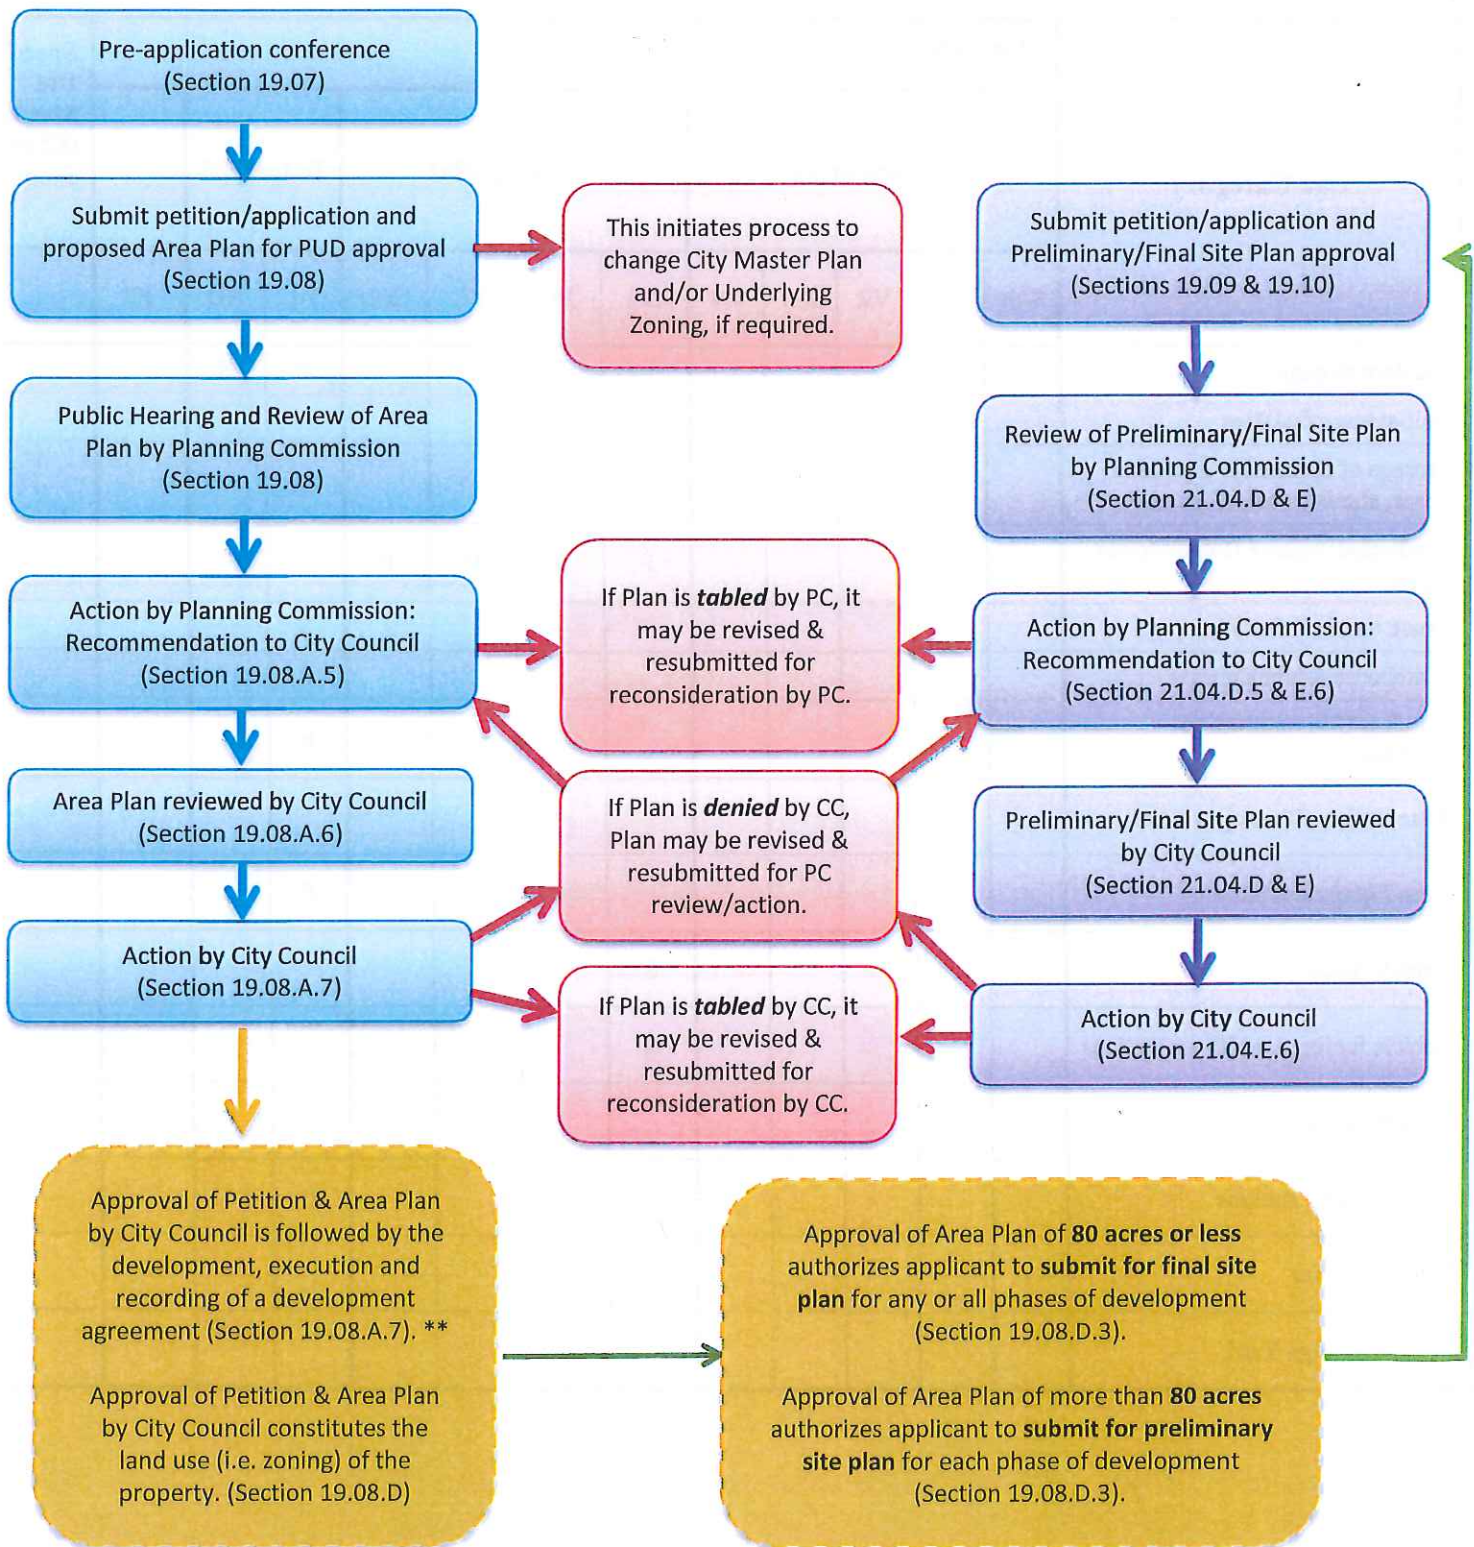 Pre-application conference
(Section 19.07)
Submit petition/application and
proposed Area Plan for PUD approval
(Section 19.08)
This initiates process to
change City Master Plan
and/or Underlying
Zoning, if required.
Submit petition/application and
Preliminary/Final Site Plan approval
(Sections 19.09 & 19.10)
Public Hearing and Review of Area
Plan by Planning Commission
(Section 19.08)
Review of Preliminary/Final Site Plan
by Planning Commission
(Section 21.04.D & E)
Action by Planning Commission:
Recommendation to City Council
(Section 19.08.A.5)
If Plan is tabled by PC, it
may be revised &
resubmitted for
reconsideration by PC.
Action by Planning Commission:
Recommendation to City Council
(Section 21.04.D.5 & E.6)
Area Plan reviewed by City Council
(Section 19.08.A.6)
If Plan is denied by CC,
Plan may be revised &
resubmitted for PC
review/action.
Preliminary/Final Site Plan reviewed
by City Council
(Section 21.04.D & E)
Action by City Council
(Section 19.08.A.7)
If Plan is tabled by CC, it
may be revised &
resubmitted for
reconsideration by CC.
Action by City Council
(Section 21.04.E.6)
Approval of Petition & Area Plan
by City Council is followed by the
development, execution and
recording of a development
agreement (Section 19.08.A.7). **
Approval of Petition & Area Plan
by City Council constitutes the
land use (i.e. zoning) of the
property. (Section 19.08.D)
Approval of Area Plan of 80 acres or less
authorizes applicant to submit for final site
plan for any or all phases of development
(Section 19.08.D.3).
Approval of Area Plan of more than 80 acres
authorizes applicant to submit for preliminary
site plan for each phase of development
(Section 19.08.D.3).